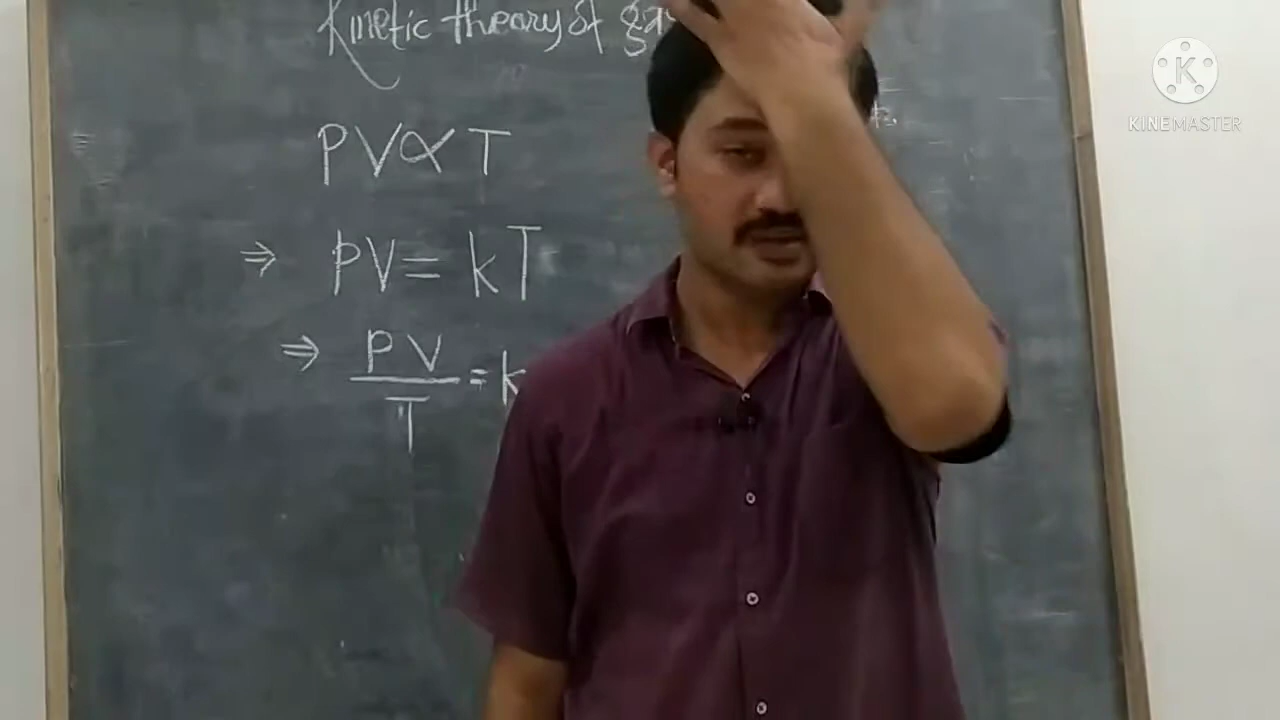 Kinetic theory of
PV∝T
⇒ PV=kT
⇒ PV/T=k
KINEMASTER